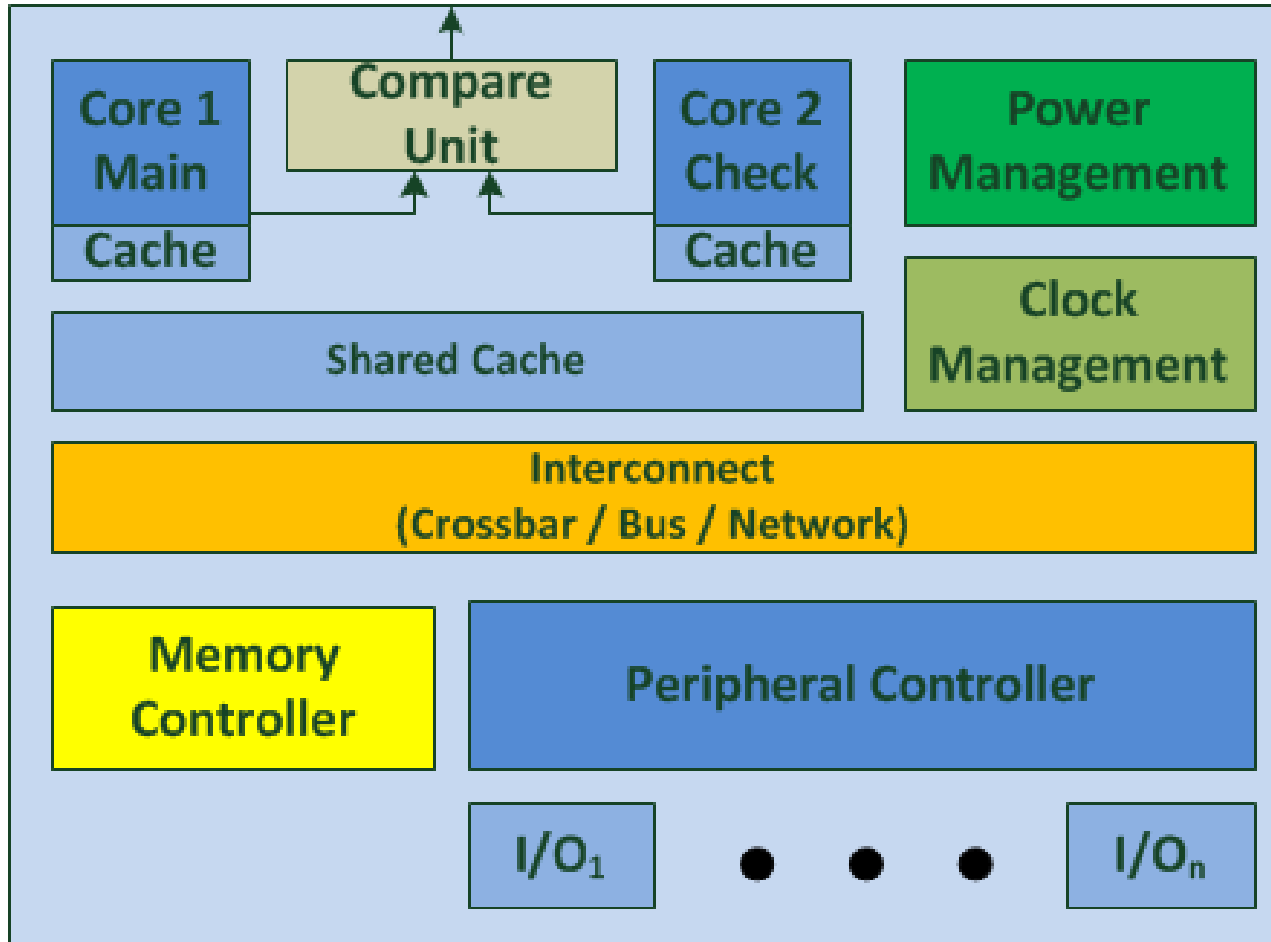 Core 1
Main
Cache
Compare
Unit
Core 2
Check
Cache
Power
Management
Clock
Management
Shared Cache
Interconnect
(Crossbar / Bus / Network)
Memory
Controller
Peripheral Controller
I/O₁
I/Oₙ